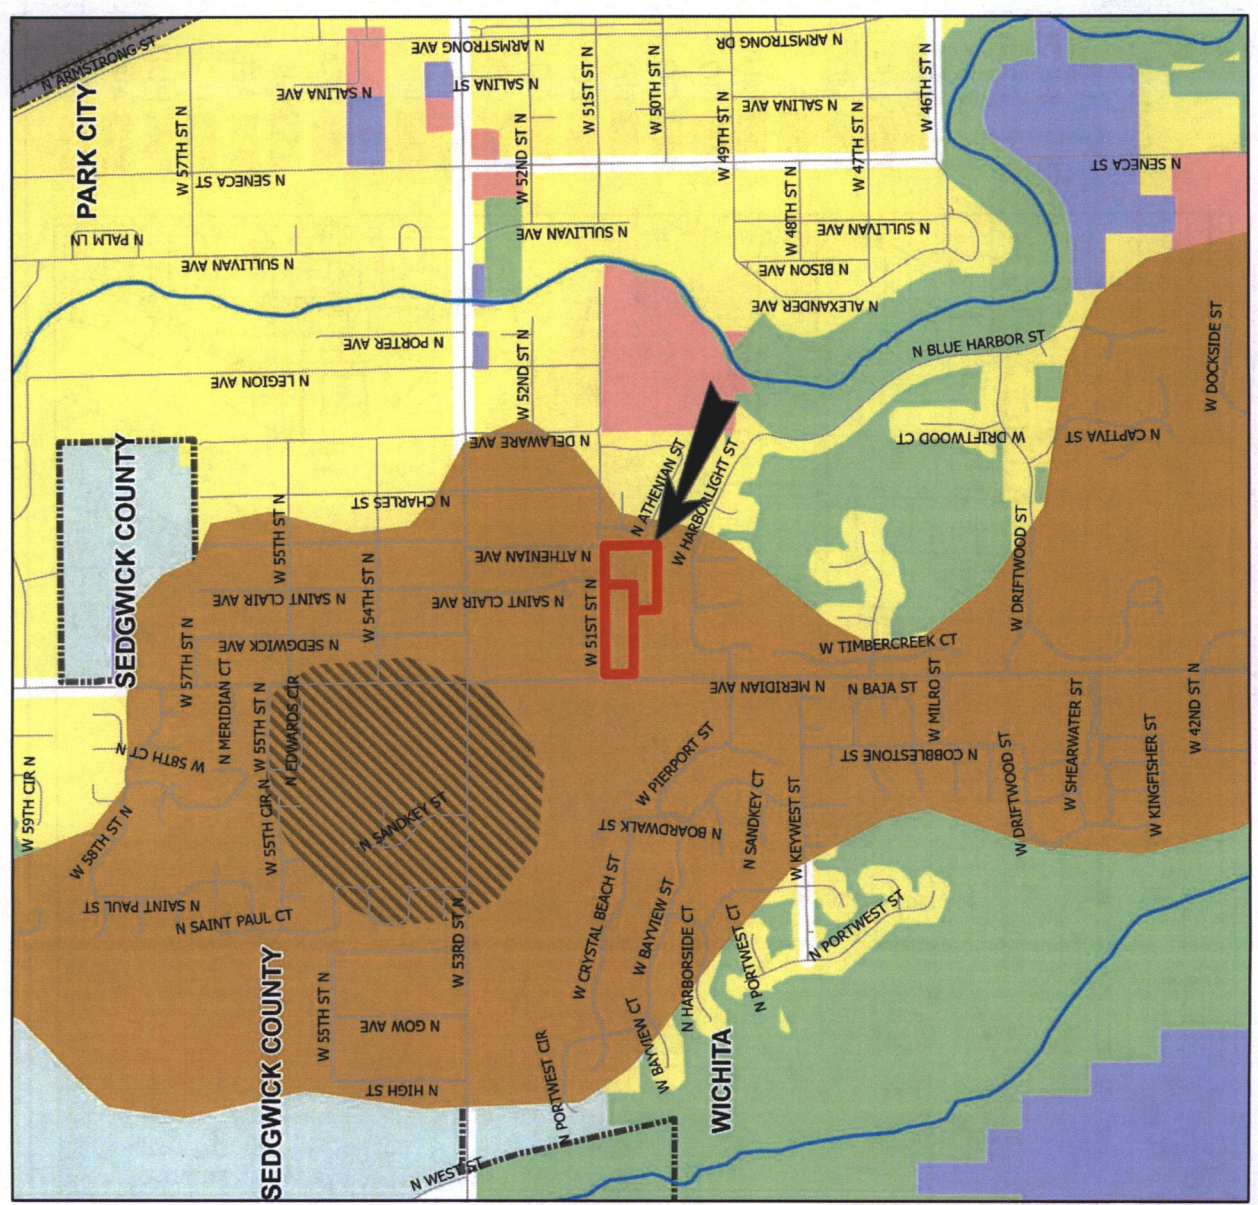 N ARMSTRONG ST
N ARMSTRONG AVE
N ARMSTRONG DR
N SALINA AVE
N SALINA ST
N SALINA AVE
W 51ST ST N
W 50TH ST N
W 49TH ST N
W 47TH ST N
W 46TH ST N
PARK CITY
W 57TH ST N
W 52ND ST N
N SENECA ST
N SENECA ST
W 48TH ST N
N PALM LN
N SULLIVAN AVE
N SULLIVAN AVE
N SULLIVAN AVE
N BISON AVE
N ALEXANDER AVE
N PORTER AVE
N BLUE HARBOR ST
W DOCKSIDE ST
N LEGION AVE
W 52ND ST N
N DELAWARE AVE
W DRIFTWOOD CT
N CAPTIVA ST
SEDGWICK COUNTY
N CHARLES ST
N ATHENIAN ST
W HARBORLIGHT ST
W 55TH ST N
N ATHENIAN AVE
W 54TH ST N
N SAINT CLAIR AVE
N SAINT CLAIR AVE
W 51ST ST N
W DRIFTWOOD ST
N SEDGWICK AVE
W TIMBERCREEK CT
W 57TH ST N
N MERIDIAN CT
W 55TH ST N
N EDWARDS CIR
N MERIDIAN AVE
N BAJA ST
W MILRO ST
W SHEARWATER ST
W 42ND ST N
W 58TH CT N
N COBBLESTONE ST
W PIERPORT ST
W DRIFTWOOD ST
W KINGFISHER ST
W 59TH CIR N
W 58TH ST N
W 55TH CIR N
N SANDKEY ST
N BOARDWALK ST
N SANDKEY CT
W KEYWEST ST
N SAINT PAUL ST
N SAINT PAUL CT
W 53RD ST N
W CRYSTAL BEACH ST
W BAYVIEW ST
N HARBORSIDE CT
N PORTWEST CT
N PORTWEST ST
SEDGWICK COUNTY
W 55TH ST N
N GOW AVE
N HIGH ST
N PORTWEST CIR
W BAYVIEW CT
WICHITA
N WEST ST